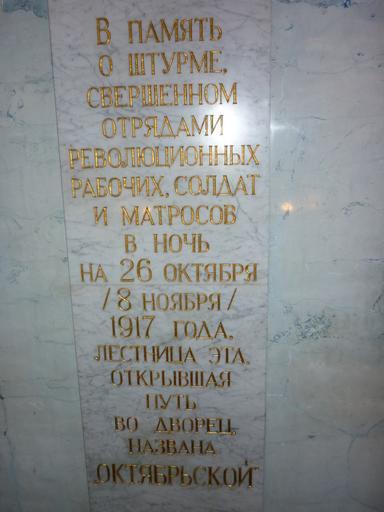 В ПАМЯТЬ
О ШТУРМЕ,
СВЕРШЕННОМ
ОТРЯДАМИ
РЕВОЛЮЦИОННЫХ
РАБОЧИХ, СОЛДАТ
И МАТРОСОВ
В НОЧЬ
НА 26 ОКТЯБРЯ
/8 НОЯБРЯ/
1917 ГОДА,
ЛЕСТНИЦА ЭТА,
ОТКРЫВШАЯ
ПУТЬ
ВО ДВОРЕЦ,
НАЗВАНА
„ОКТЯБРЬСКОЙ"